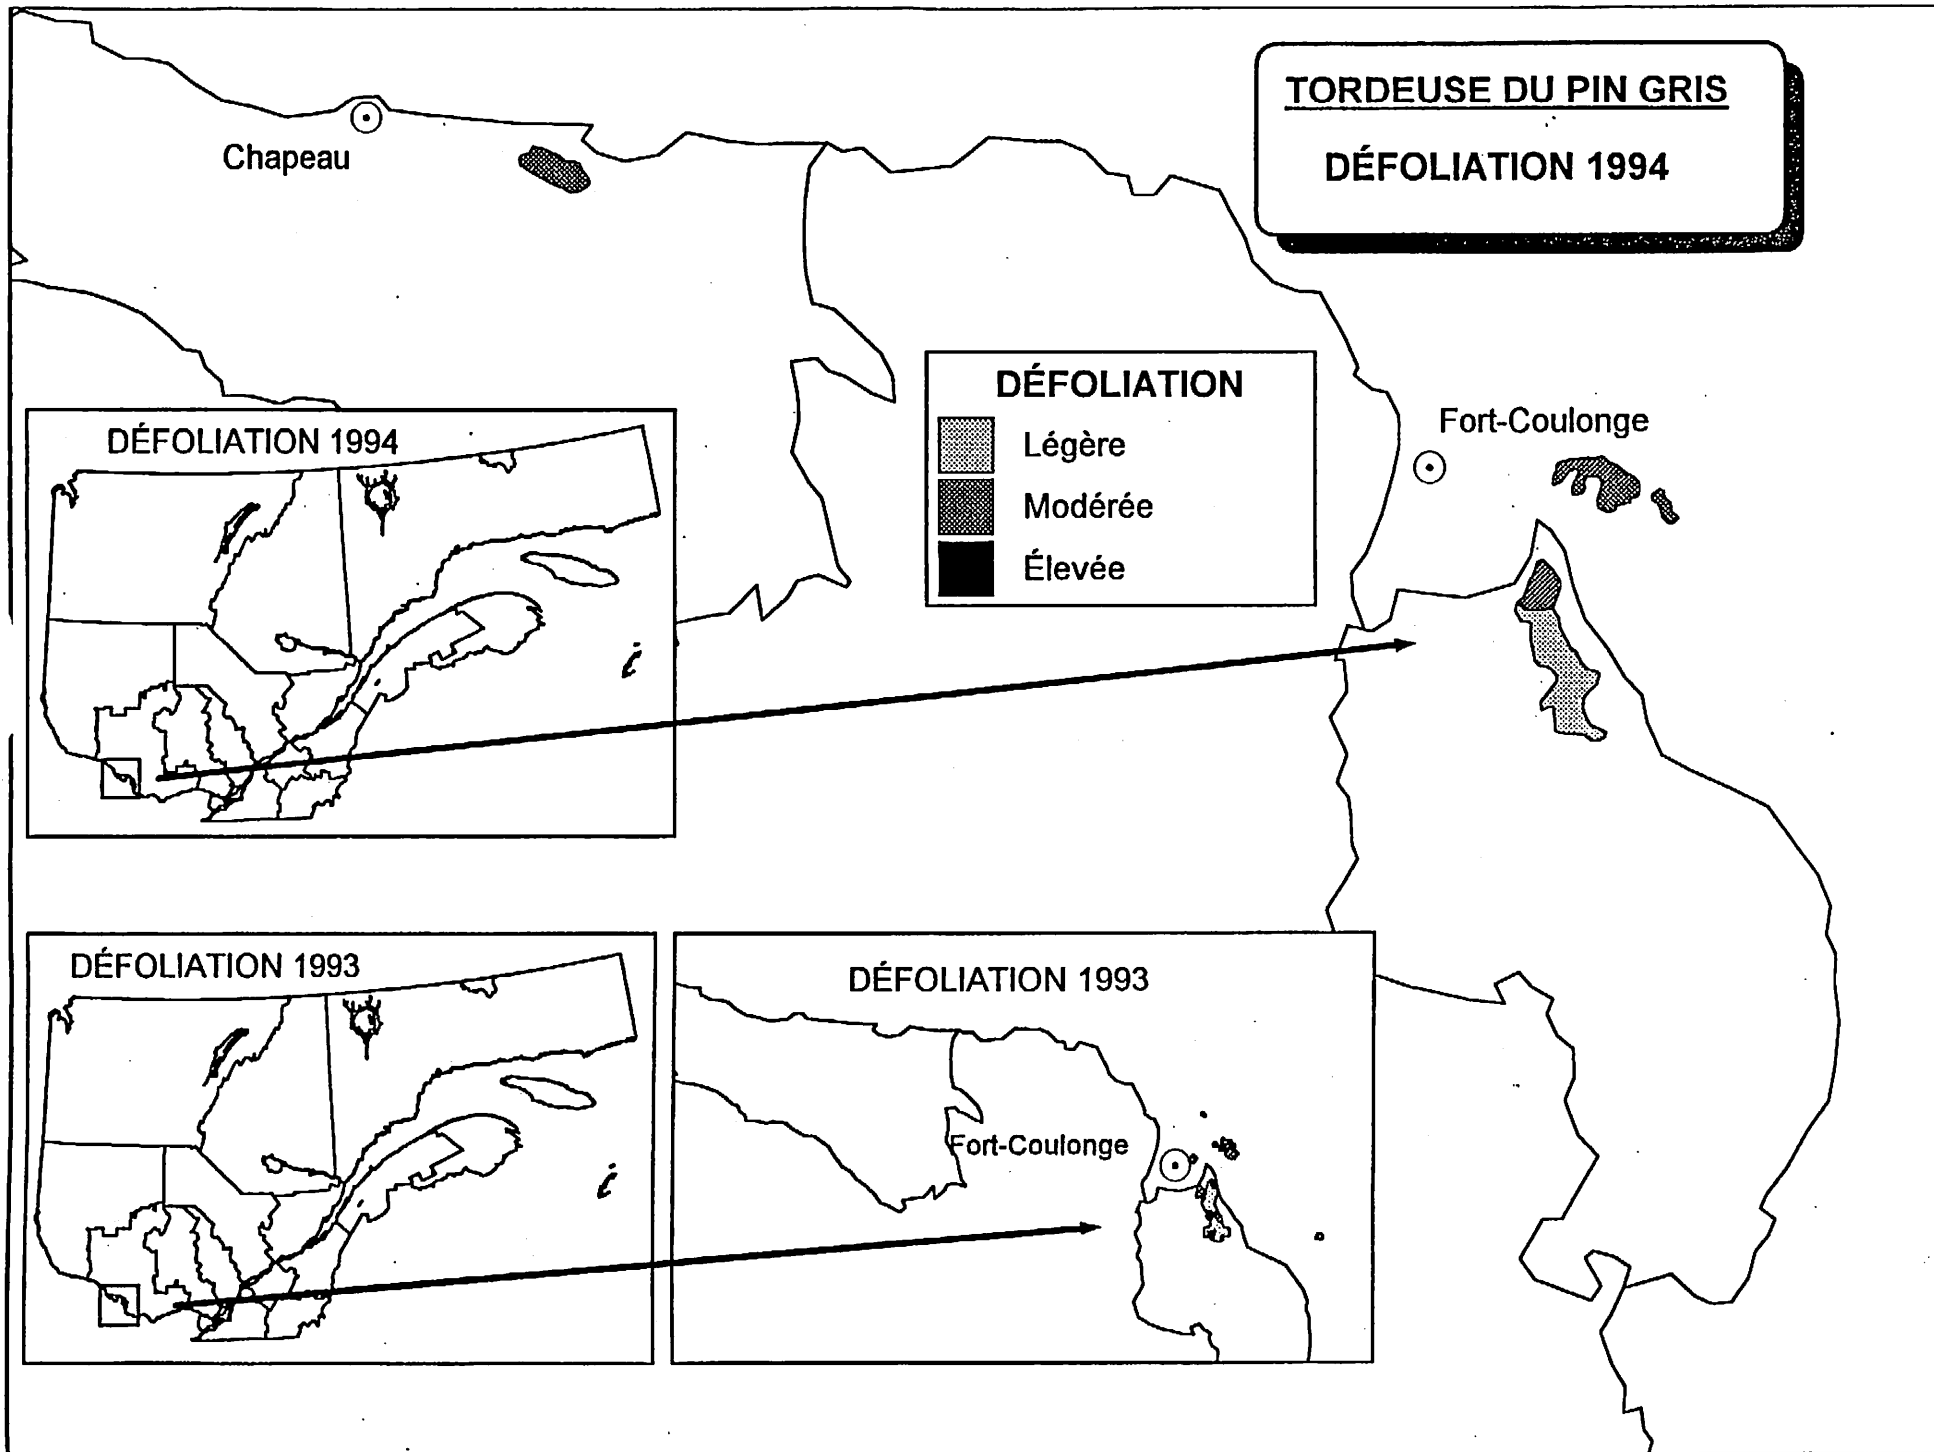 TORDEUSE DU PIN GRIS
DÉFOLIATION 1994
Chapeau
DÉFOLIATION
Légère
Modérée
Élevée
Fort-Coulonge
DÉFOLIATION 1994
DÉFOLIATION 1993
DÉFOLIATION 1993
Fort-Coulonge